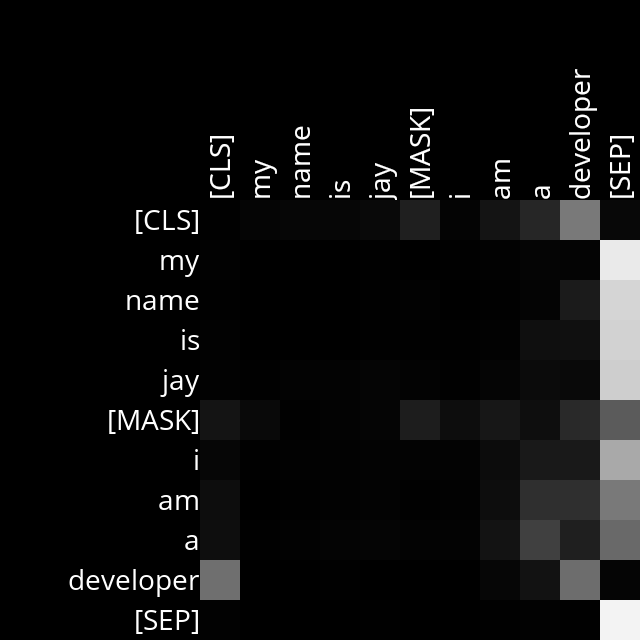 [CLS] my name is jay [MASK] i am a developer [SEP]
[CLS]
my
name
is
jay
[MASK]
i
am
a
developer
[SEP]